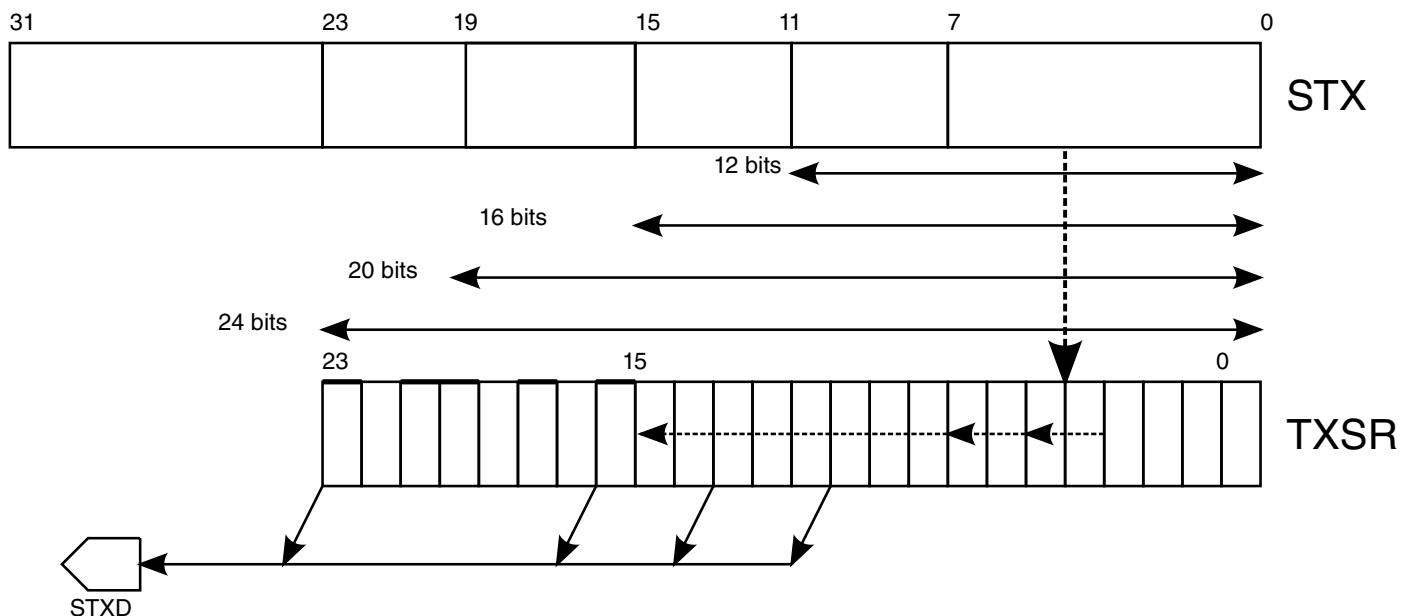 31 23 19 15 11 7 0
STX
12 bits
16 bits
20 bits
24 bits
23 15 0
TXSR
STXD